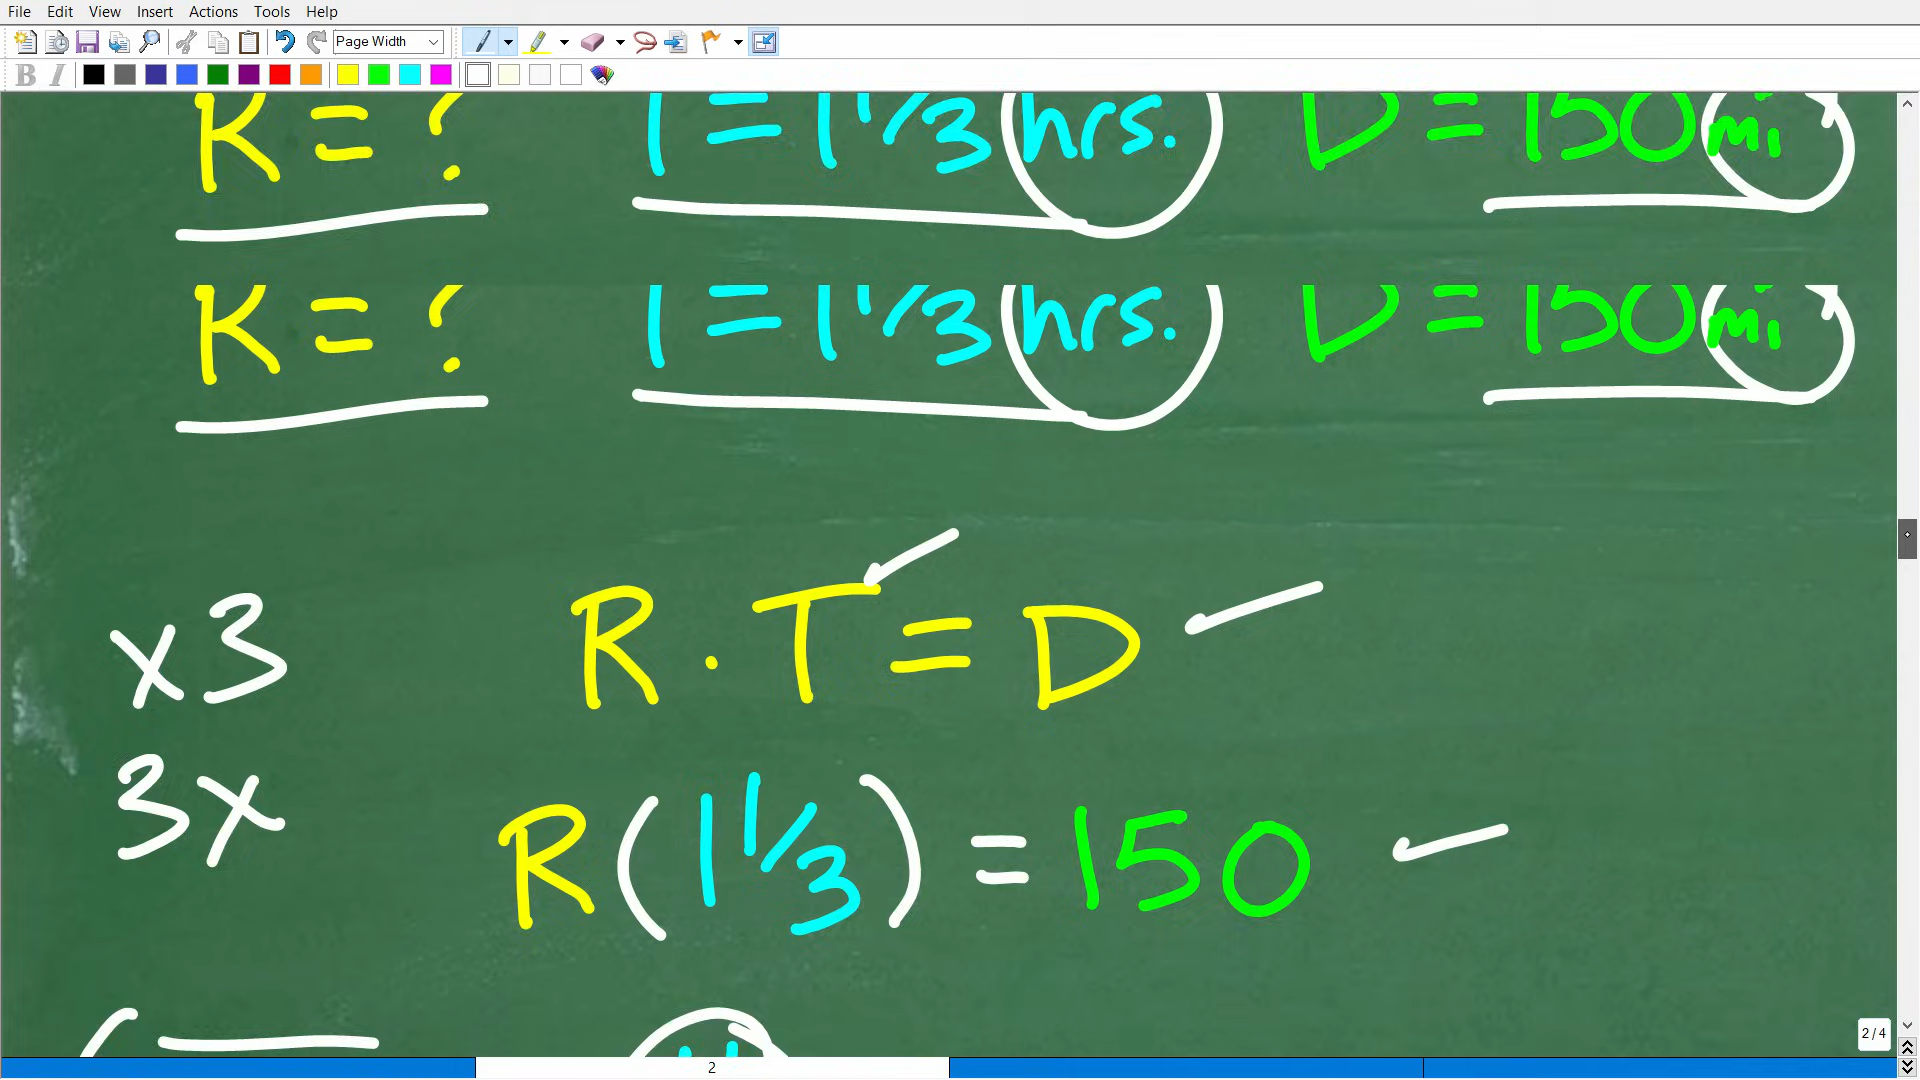 File Edit View Insert Actions Tools Help
Page Width
B I
R = ? T = 1 1/3 hrs. D = 150 mi
R = ? T = 1 1/3 hrs. D = 150 mi
x3 R · T = D
3x R(1 1/3) = 150
2 / 4
2